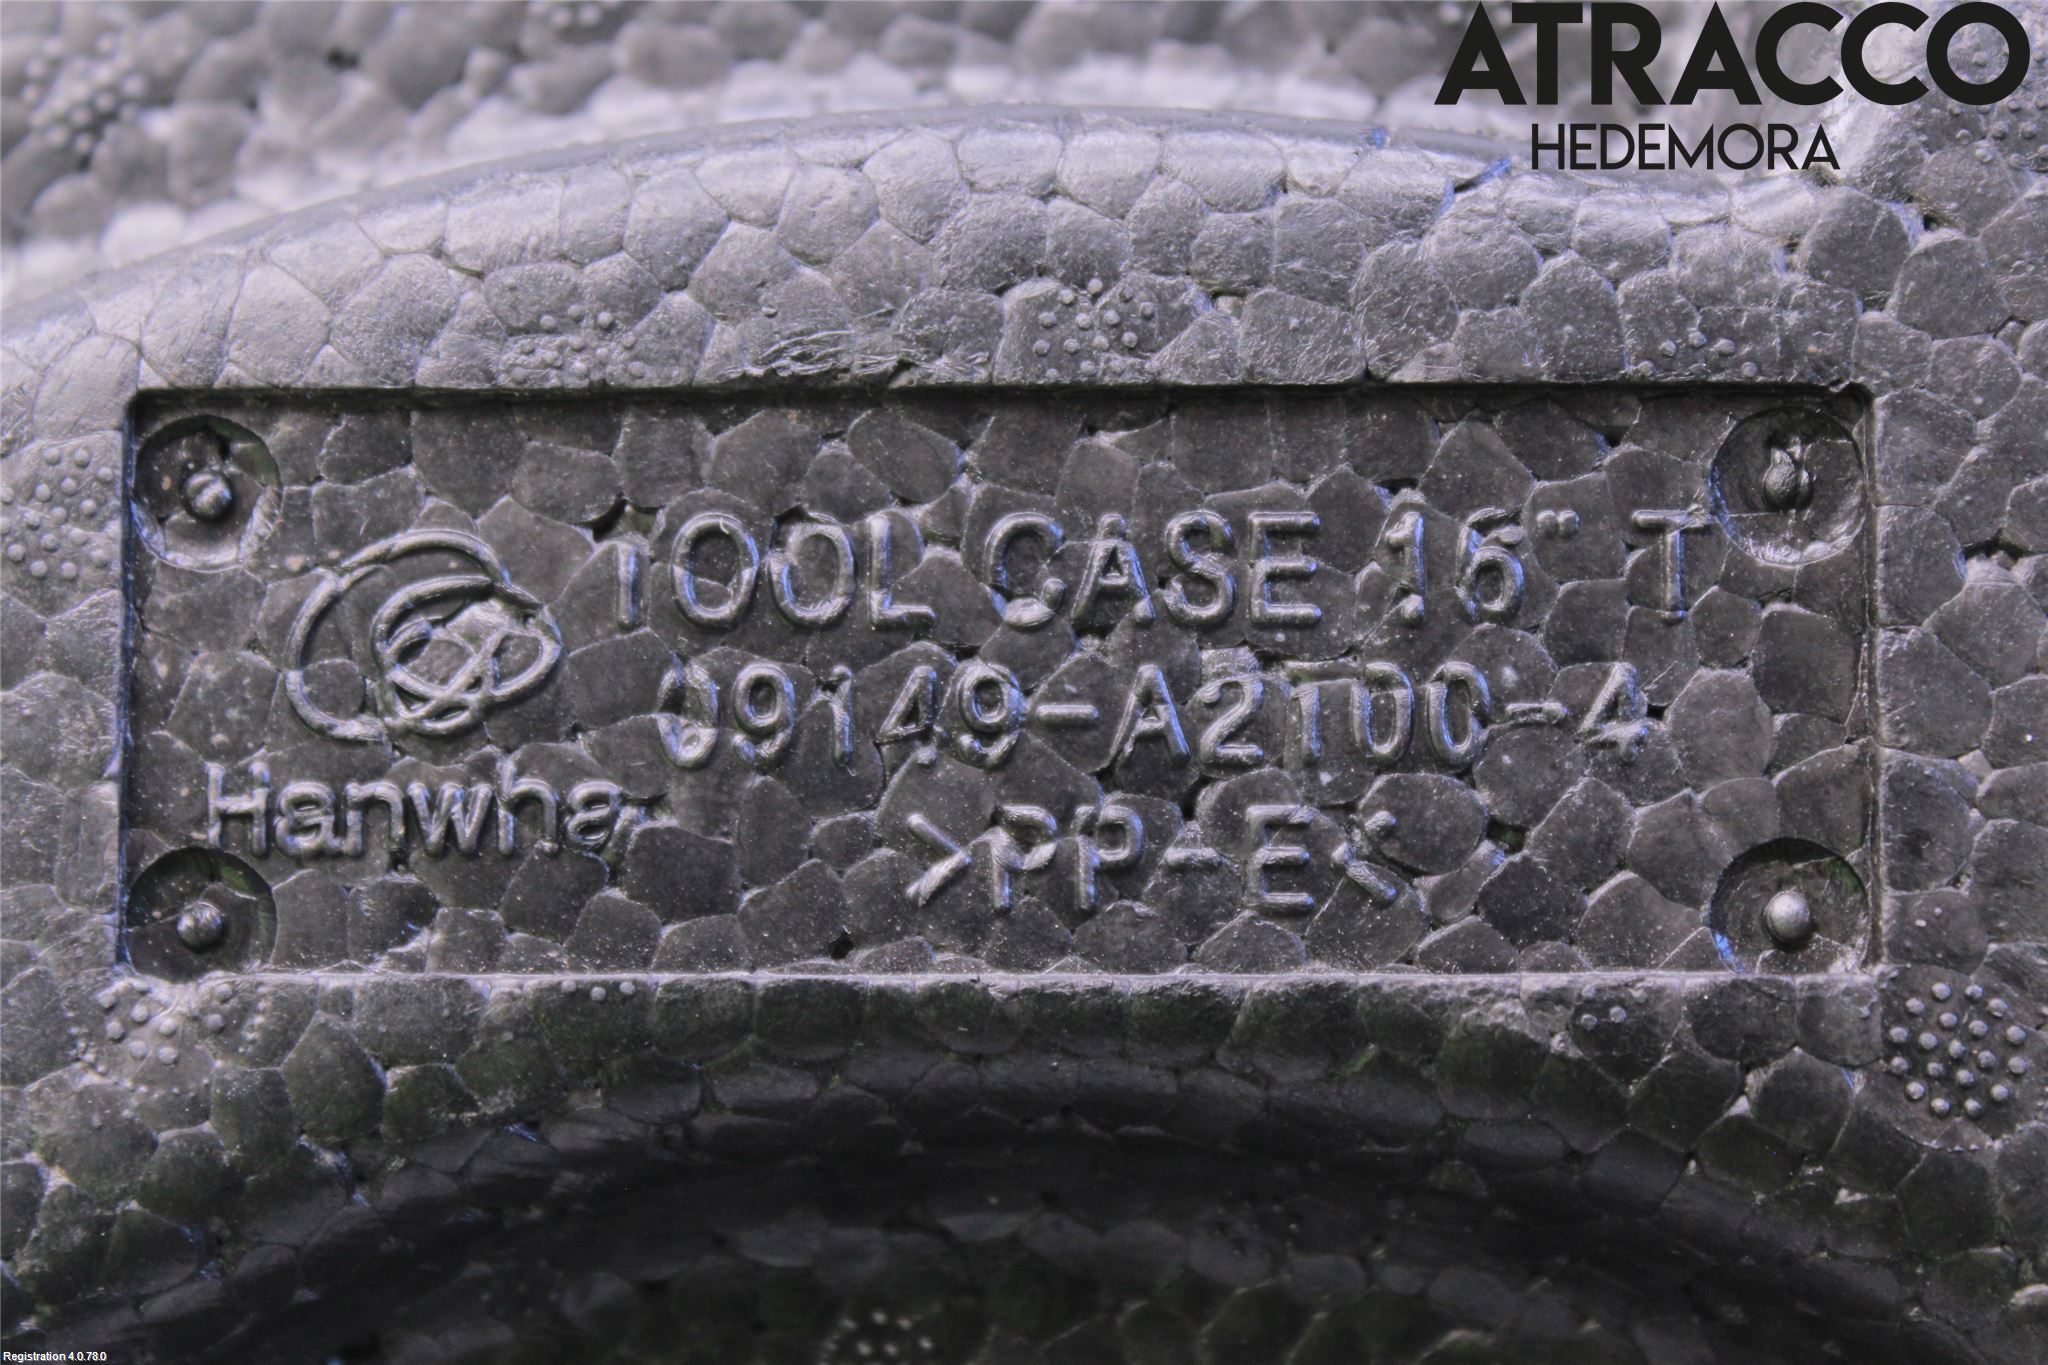 ATRACCO
HEDEMORA
TOOL CASE 16" T
09149-A2100-4
Hanwha
>PP-E<
Registration 4.0.78.0